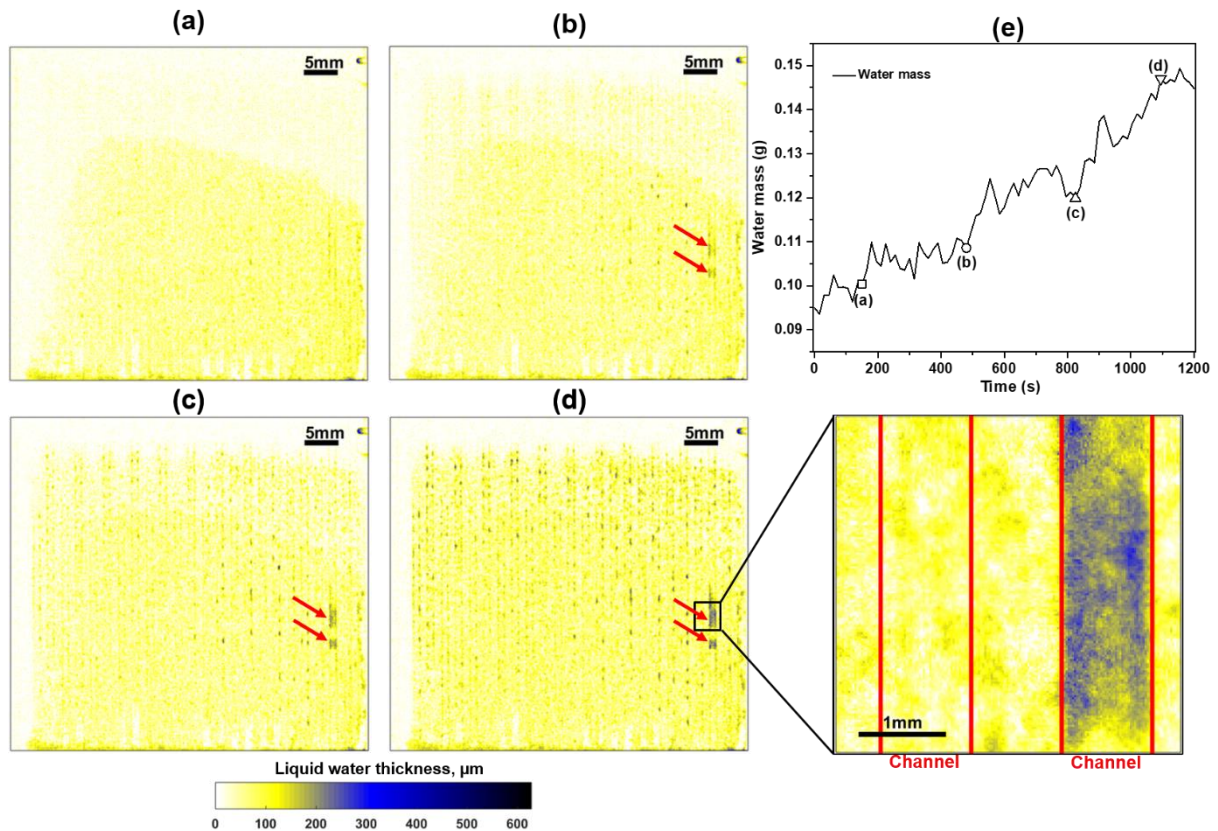 (a)
(b)
(e)
5mm
5mm
Water mass
(d)
(c)
(b)
(a)
0.15
0.14
0.13
0.12
0.11
0.10
0.09
Water mass (g)
0 200 400 600 800 1000 1200
Time (s)
(c)
(d)
5mm
5mm
1mm
Channel
Channel
Liquid water thickness, µm
0 100 200 300 400 500 600